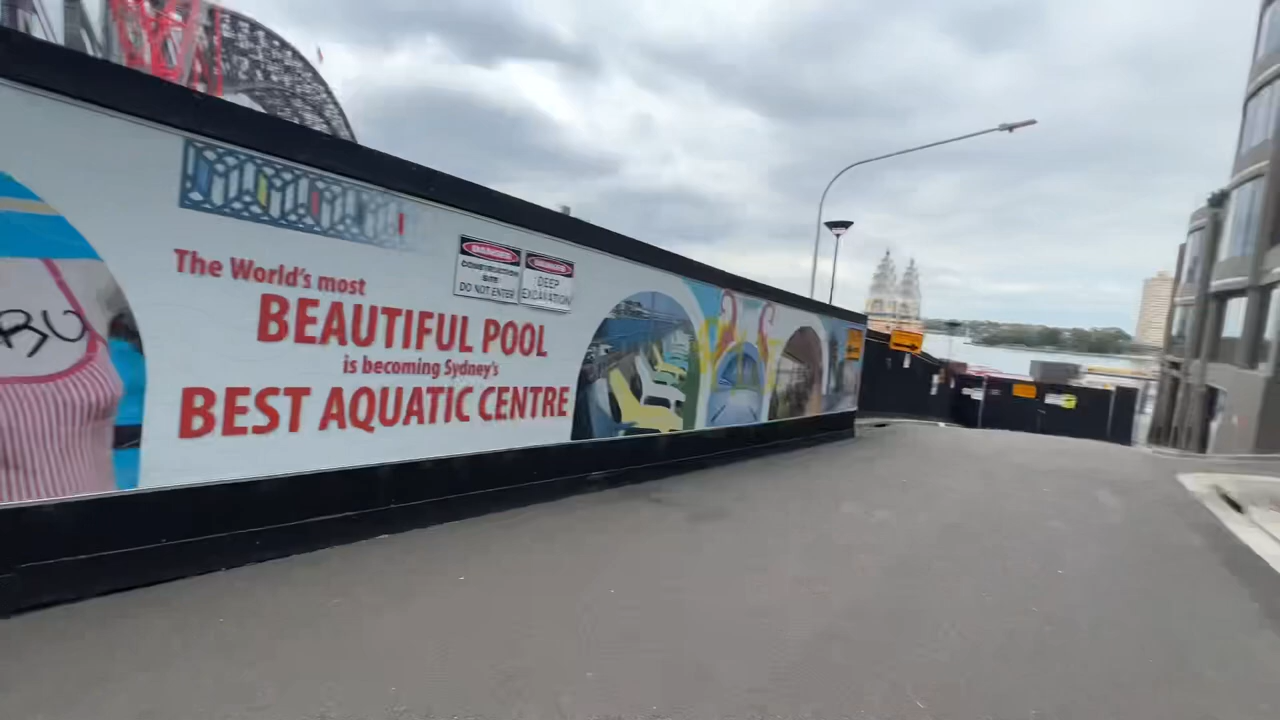 The World's most
BEAUTIFUL POOL
is becoming Sydney's
BEST AQUATIC CENTRE
DANGER
CONSTRUCTION
SITE
DO NOT ENTER
DANGER
DEEP
EXCAVATION